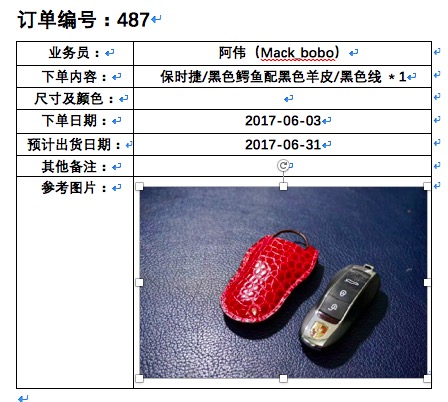 订单编号：487
业务员： 阿伟（Mack_bobo）
下单内容： 保时捷/黑色鳄鱼配黑色羊皮/黑色线 *1
尺寸及颜色：
下单日期： 2017-06-03
预计出货日期： 2017-06-31
其他备注：
参考图片：